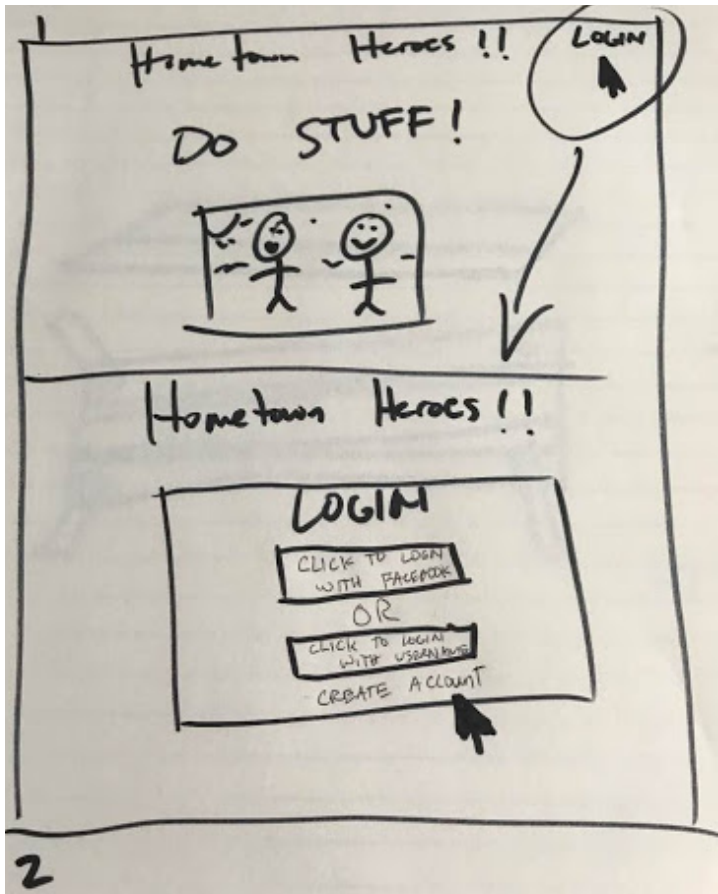 Hometown Heroes!! LOGIN
DO STUFF!
Hometown Heroes!!
LOGIN
CLICK TO LOGIN
WITH FACEBOOK
OR
CLICK TO LOGIN
WITH USERNAME
CREATE ACCOUNT
2